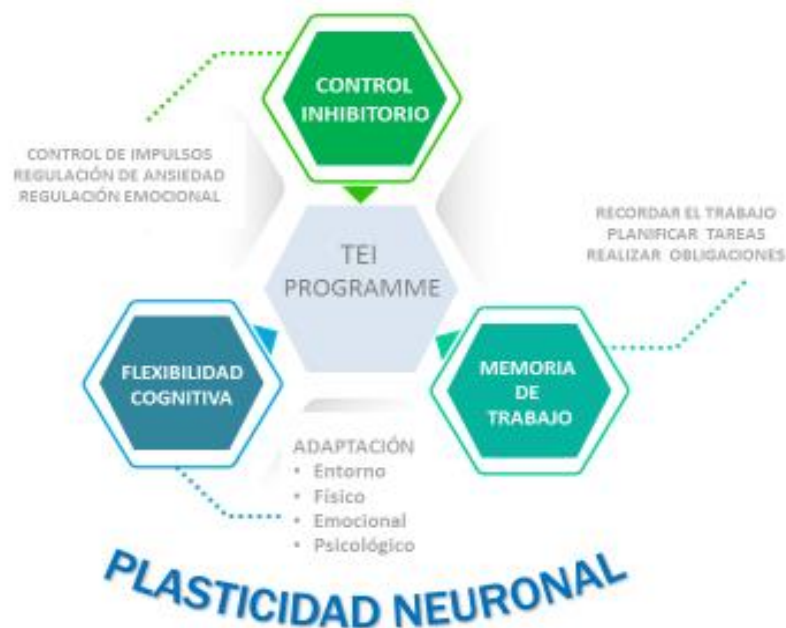 CONTROL
INHIBITORIO
CONTROL DE IMPULSOS
REGULACIÓN DE ANSIEDAD
REGULACIÓN EMOCIONAL
RECORDAR EL TRABAJO
PLANIFICAR TAREAS
REALIZAR OBLIGACIONES
TEI
PROGRAMME
FLEXIBILIDAD
COGNITIVA
MEMORIA
DE
TRABAJO
ADAPTACIÓN
• Entorno
• Físico
• Emocional
• Psicológico
PLASTICIDAD NEURONAL